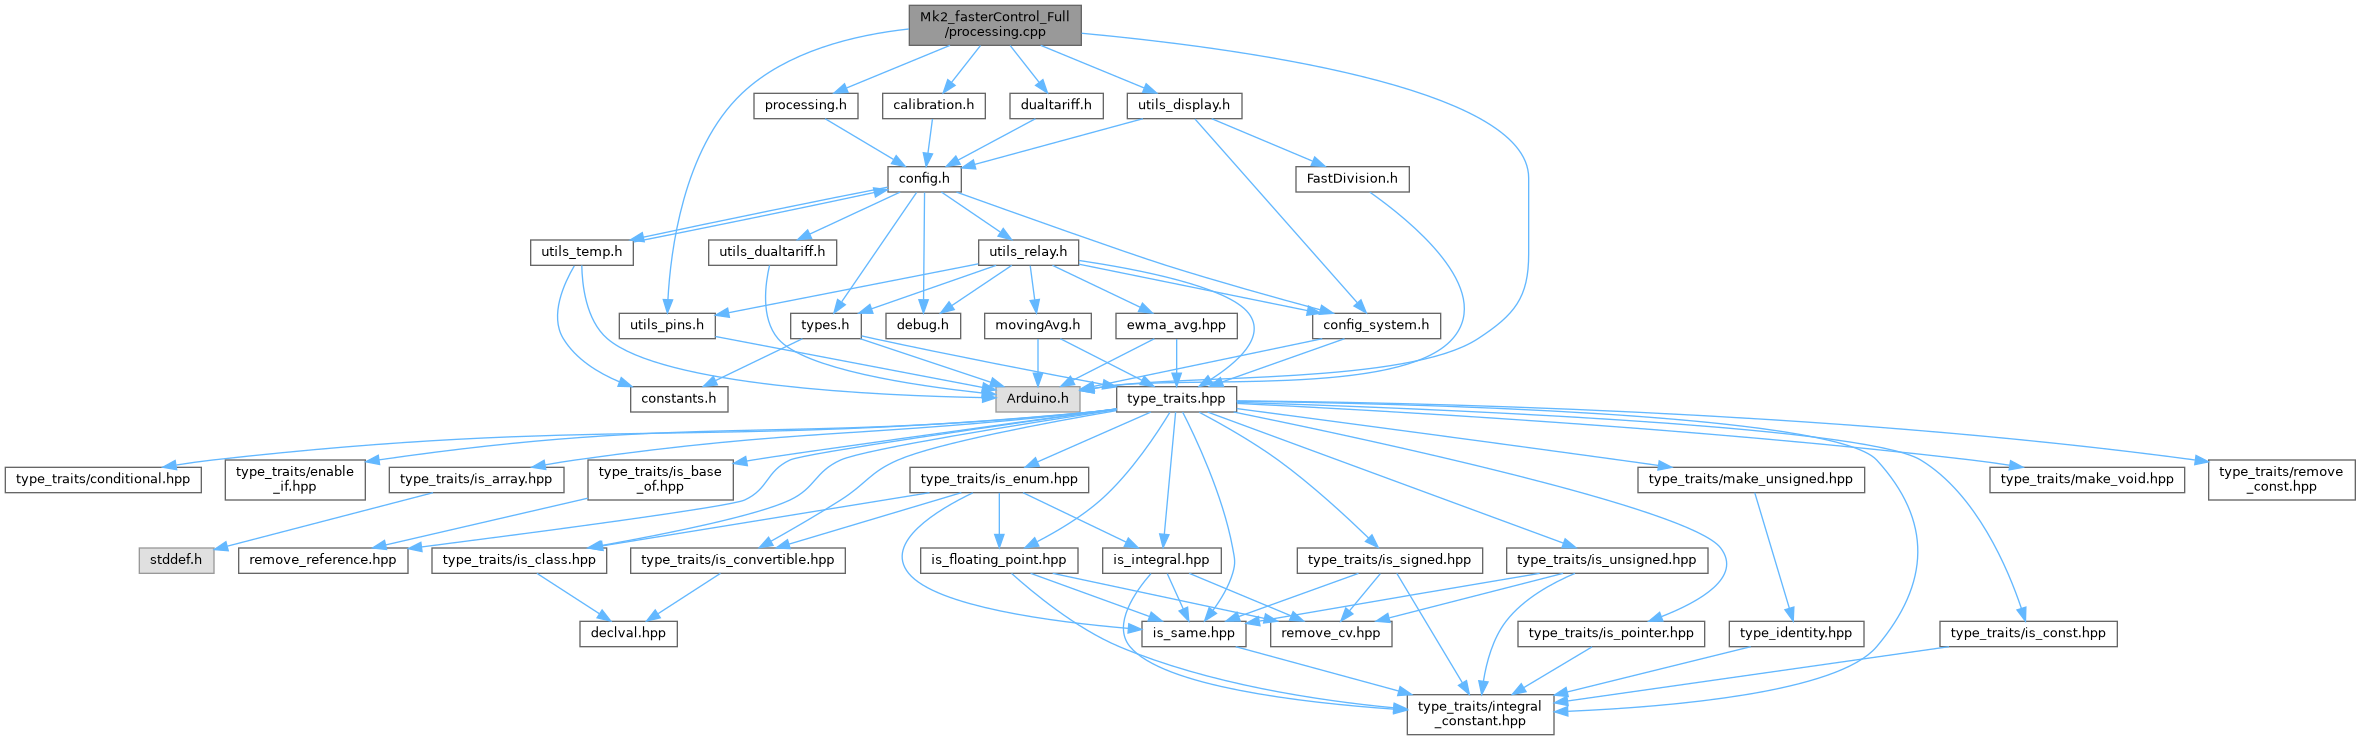 Mk2_fasterControl_Full
/processing.cpp
processing.h
calibration.h
dualtariff.h
utils_display.h
config.h
FastDivision.h
utils_temp.h
utils_dualtariff.h
utils_relay.h
utils_pins.h
types.h
debug.h
movingAvg.h
ewma_avg.hpp
config_system.h
constants.h
Arduino.h
type_traits.hpp
type_traits/conditional.hpp
type_traits/enable
_if.hpp
type_traits/is_array.hpp
type_traits/is_base
_of.hpp
type_traits/is_enum.hpp
type_traits/make_unsigned.hpp
type_traits/make_void.hpp
type_traits/remove
_const.hpp
stddef.h
remove_reference.hpp
type_traits/is_class.hpp
type_traits/is_convertible.hpp
is_floating_point.hpp
is_integral.hpp
type_traits/is_signed.hpp
type_traits/is_unsigned.hpp
declval.hpp
is_same.hpp
remove_cv.hpp
type_traits/is_pointer.hpp
type_identity.hpp
type_traits/is_const.hpp
type_traits/integral
_constant.hpp